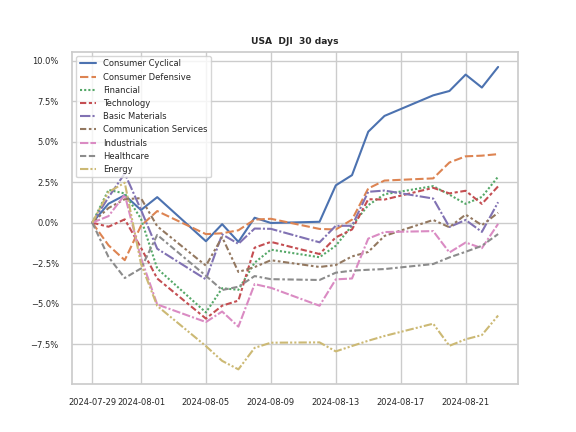 USA DJI 30 days
10.0%
7.5%
5.0%
2.5%
0.0%
−2.5%
−5.0%
−7.5%
Consumer Cyclical
Consumer Defensive
Financial
Technology
Basic Materials
Communication Services
Industrials
Healthcare
Energy
2024-07-29 2024-08-01 2024-08-05 2024-08-09 2024-08-13 2024-08-17 2024-08-21